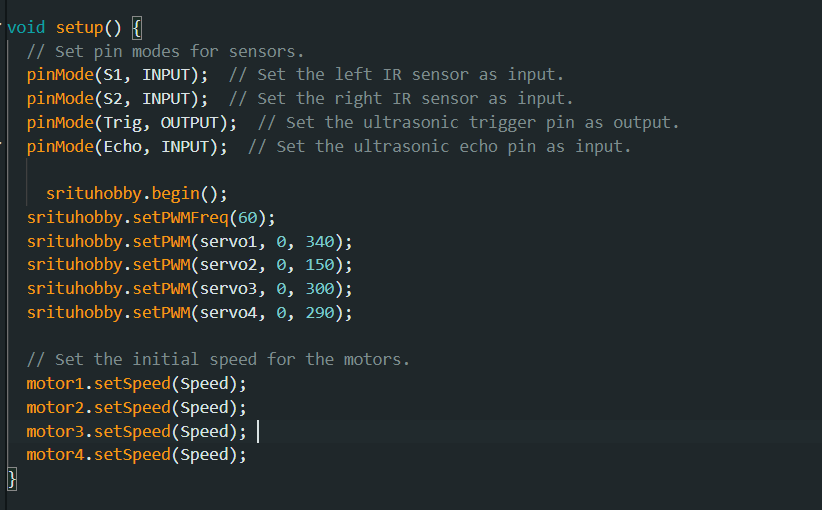 void setup() {
  // Set pin modes for sensors.
  pinMode(S1, INPUT);  // Set the left IR sensor as input.
  pinMode(S2, INPUT);  // Set the right IR sensor as input.
  pinMode(Trig, OUTPUT);  // Set the ultrasonic trigger pin as output.
  pinMode(Echo, INPUT);  // Set the ultrasonic echo pin as input.

    srituhobby.begin();
  srituhobby.setPWMFreq(60);
  srituhobby.setPWM(servo1, 0, 340);
  srituhobby.setPWM(servo2, 0, 150);
  srituhobby.setPWM(servo3, 0, 300);
  srituhobby.setPWM(servo4, 0, 290);

  // Set the initial speed for the motors.
  motor1.setSpeed(Speed);
  motor2.setSpeed(Speed);
  motor3.setSpeed(Speed);
  motor4.setSpeed(Speed);
}